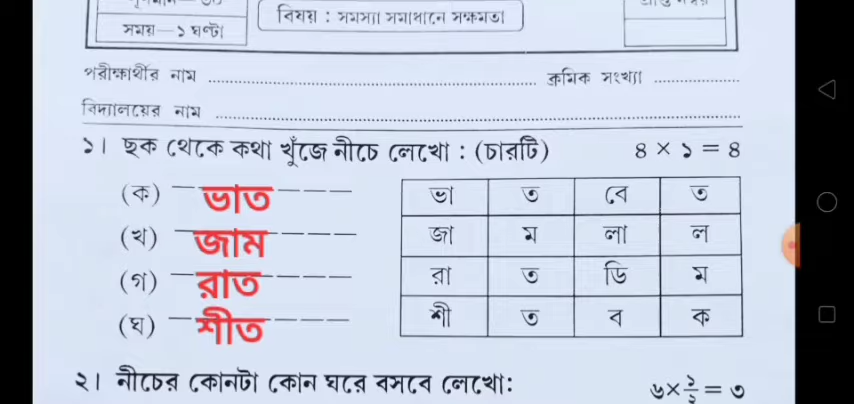 সময়—১ ঘণ্টা
বিষয় : সমস্যা সমাধানে সক্ষমতা
পরীক্ষার্থীর নাম ............ ক্রমিক সংখ্যা ............
বিদ্যালয়ের নাম ............
১। ছক থেকে কথা খুঁজে নীচে লেখো : (চারটি) ৪ × ১ = ৪
(ক) ভাত
(খ) জাম
(গ) রাত
(ঘ) শীত
ভা ত বে ত
জা ম লা ল
রা ত ডি ম
শী ত ব ক
২। নীচের কোনটা কোন ঘরে বসবে লেখো: ৬×১/২=৩